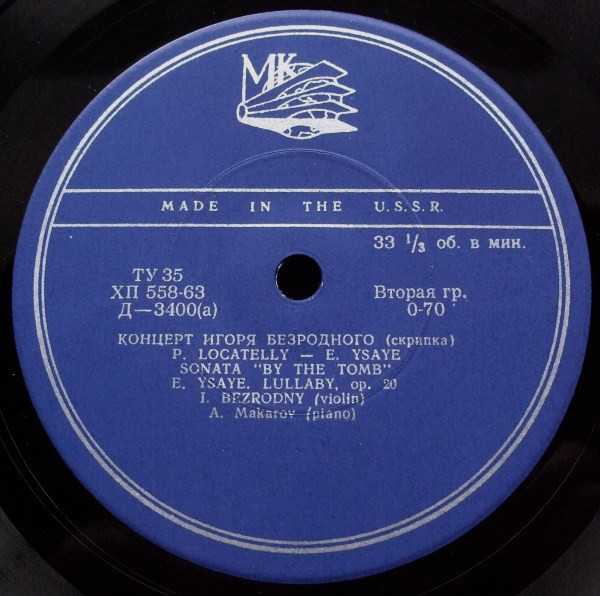 МК
MADE IN THE U.S.S.R.
33 1/3 об. в мин.
ТУ 35
ХП 558-63
Д—3400(а)
Вторая гр.
0-70
КОНЦЕРТ ИГОРЯ БЕЗРОДНОГО (скрипка)
P. LOCATELLY — E. YSAYE
SONATA "BY THE TOMB"
E. YSAYE. LULLABY, op. 20
I. BEZRODNY (violin)
A. Makarov (piano)